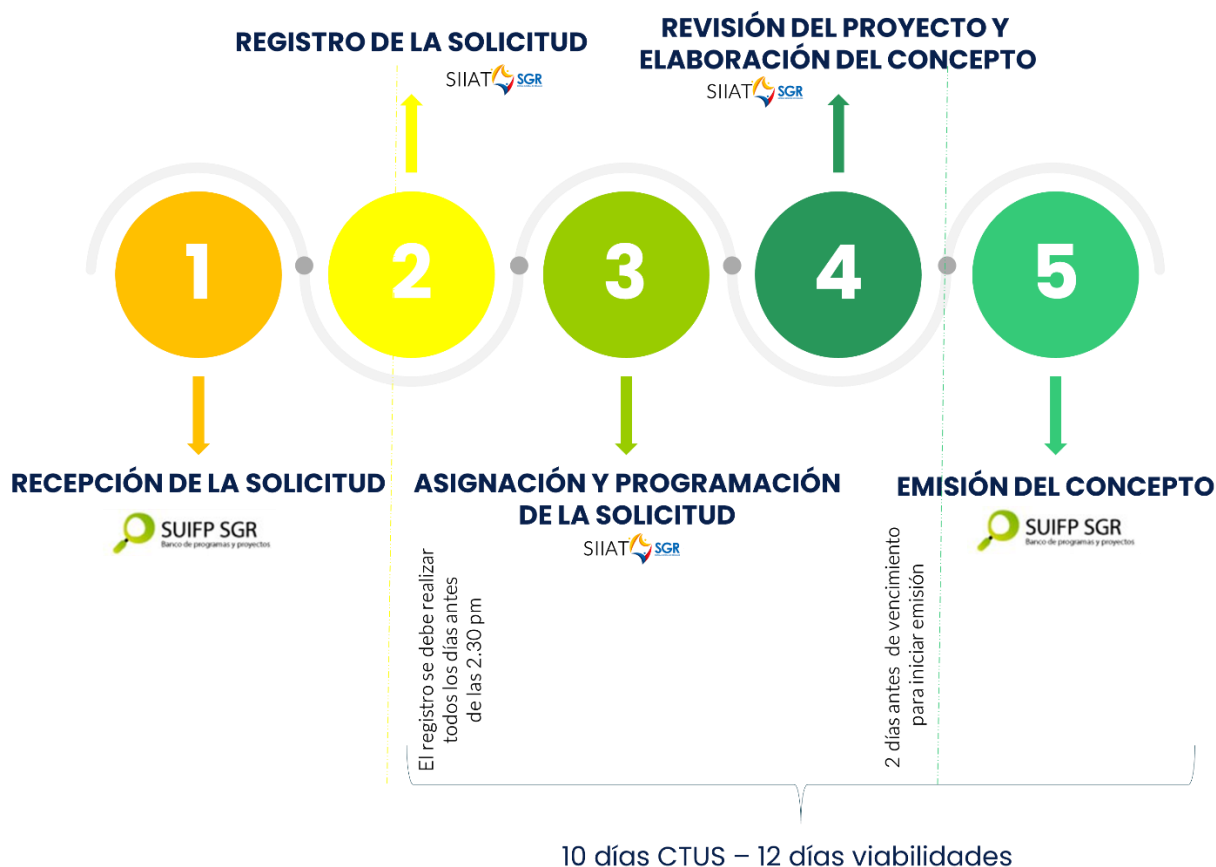 REGISTRO DE LA SOLICITUD
SIIAT SGR
REVISIÓN DEL PROYECTO Y
ELABORACIÓN DEL CONCEPTO
SIIAT SGR
1
2
3
4
5
RECEPCIÓN DE LA SOLICITUD
SUIFP SGR
Banco de programas y proyectos
ASIGNACIÓN Y PROGRAMACIÓN
DE LA SOLICITUD
SIIAT SGR
EMISIÓN DEL CONCEPTO
SUIFP SGR
Banco de programas y proyectos
El registro se debe realizar
todos los días antes
de las 2.30 pm
2 días antes de vencimiento
para iniciar emisión
10 días CTUS – 12 días viabilidades